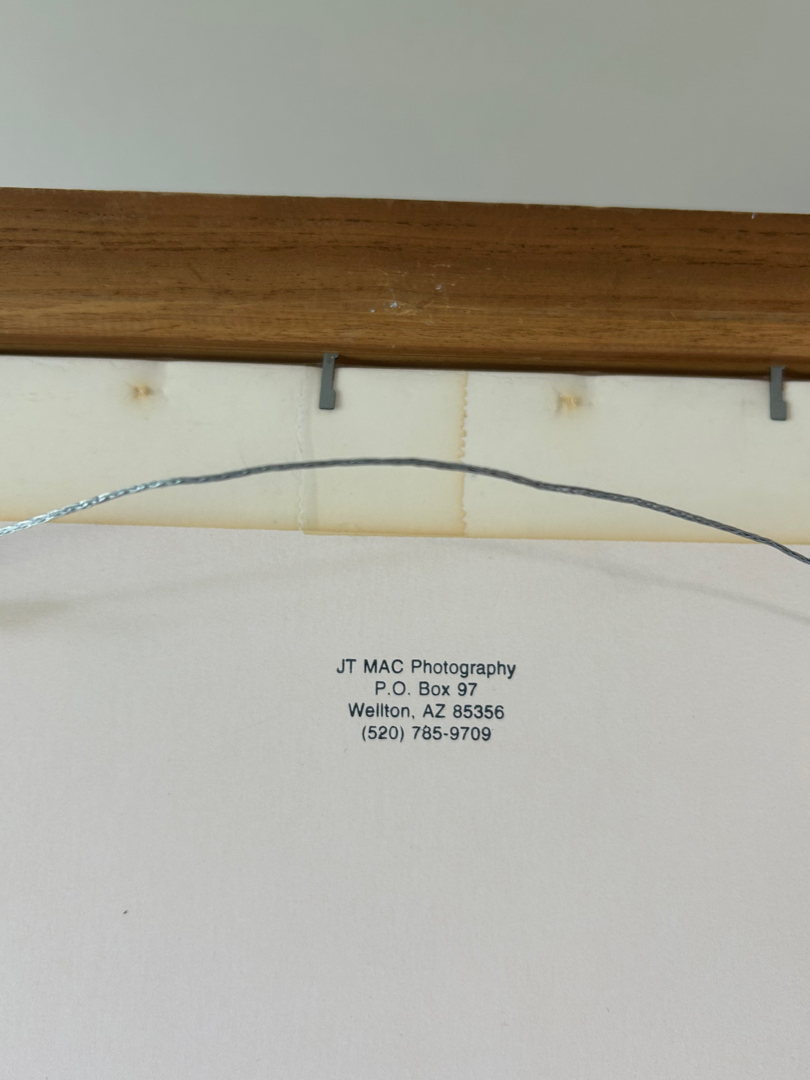 JT MAC Photography
P.O. Box 97
Wellton, AZ 85356
(520) 785-9709